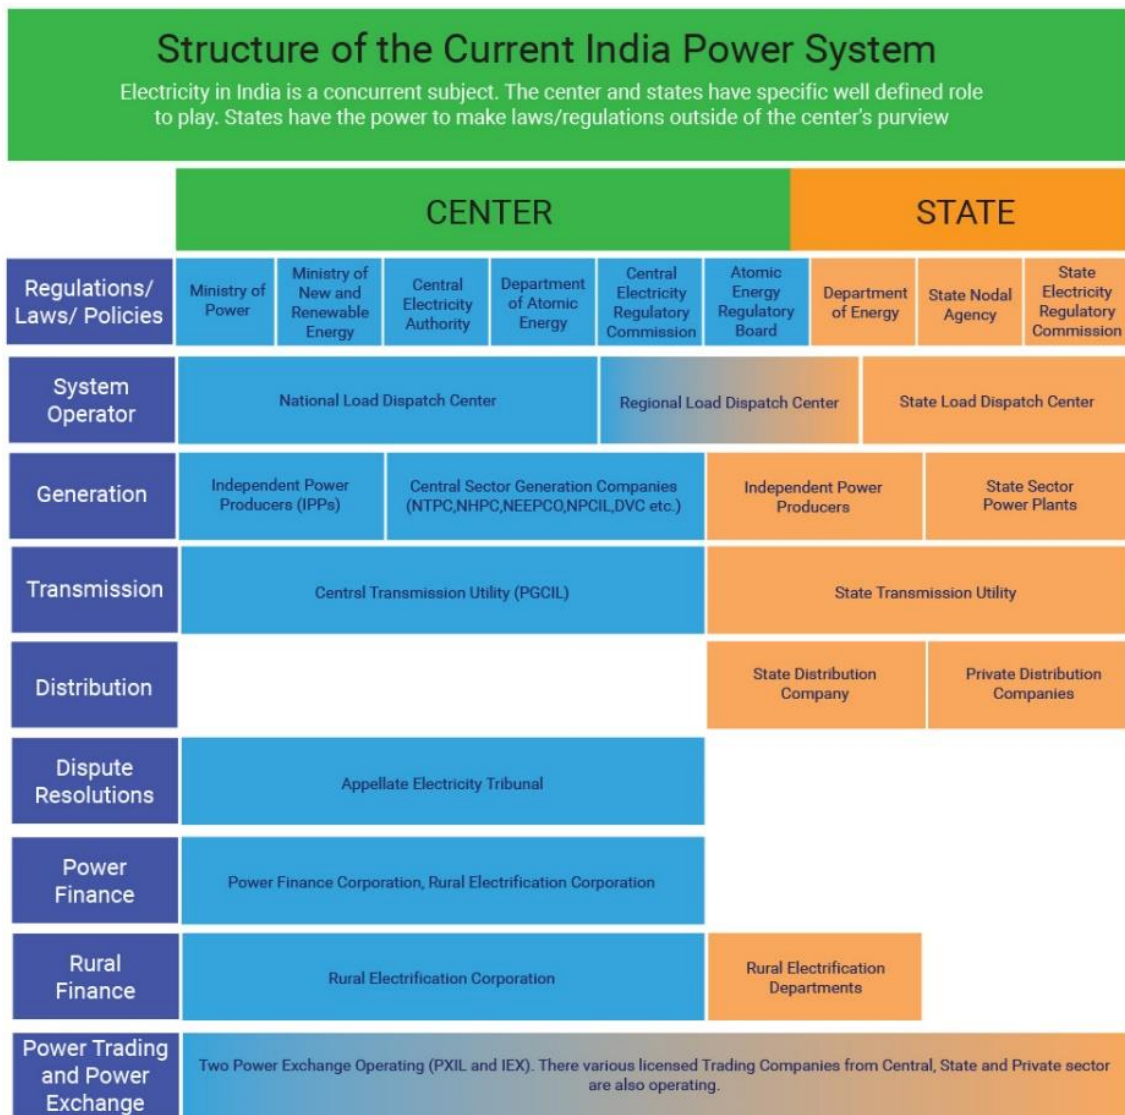 Structure of the Current India Power System
Electricity in India is a concurrent subject. The center and states have specific well defined role
to play. States have the power to make laws/regulations outside of the center's purview
CENTER
STATE
Regulations/
Laws/ Policies
Ministry of
Power
Ministry of
New and
Renewable
Energy
Central
Electricity
Authority
Department
of Atomic
Energy
Central
Electricity
Regulatory
Commission
Atomic
Energy
Regulatory
Board
Department
of Energy
State Nodal
Agency
State
Electricity
Regulatory
Commission
System
Operator
National Load Dispatch Center
Regional Load Dispatch Center
State Load Dispatch Center
Generation
Independent Power
Producers (IPPs)
Central Sector Generation Companies
(NTPC,NHPC,NEEPCO,NPCIL,DVC etc.)
Independent Power
Producers
State Sector
Power Plants
Transmission
Centrsl Transmission Utility (PGCIL)
State Transmission Utility
Distribution
State Distribution
Company
Private Distribution
Companies
Dispute
Resolutions
Appellate Electricity Tribunal
Power
Finance
Power Finance Corporation, Rural Electrification Corporation
Rural
Finance
Rural Electrification Corporation
Rural Electrification
Departments
Power Trading
and Power
Exchange
Two Power Exchange Operating (PXIL and IEX). There various licensed Trading Companies from Central, State and Private sector
are also operating.